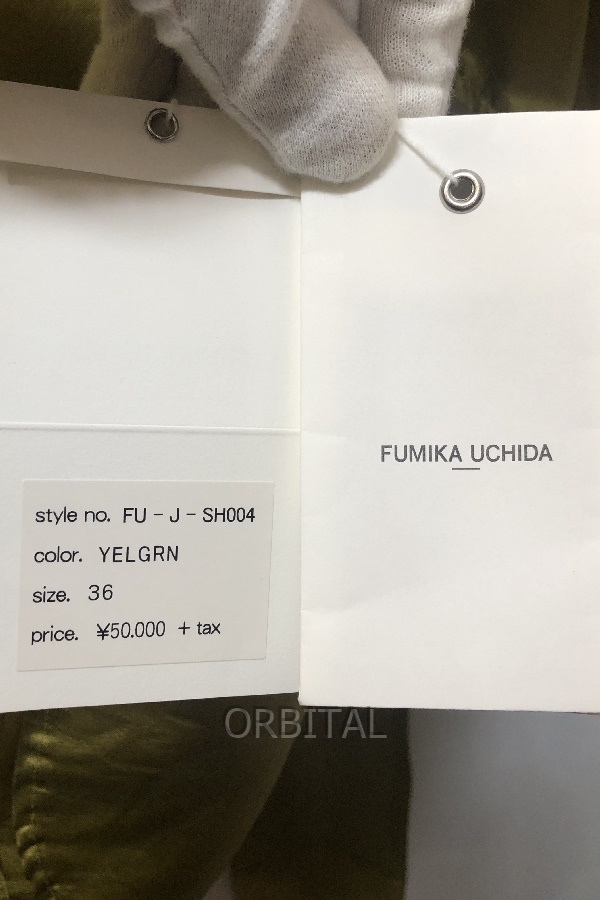 FUMIKA UCHIDA
style no. FU - J - SH004
color. YELGRN
size. 36
price. ¥50.000 + tax
ORBITAL